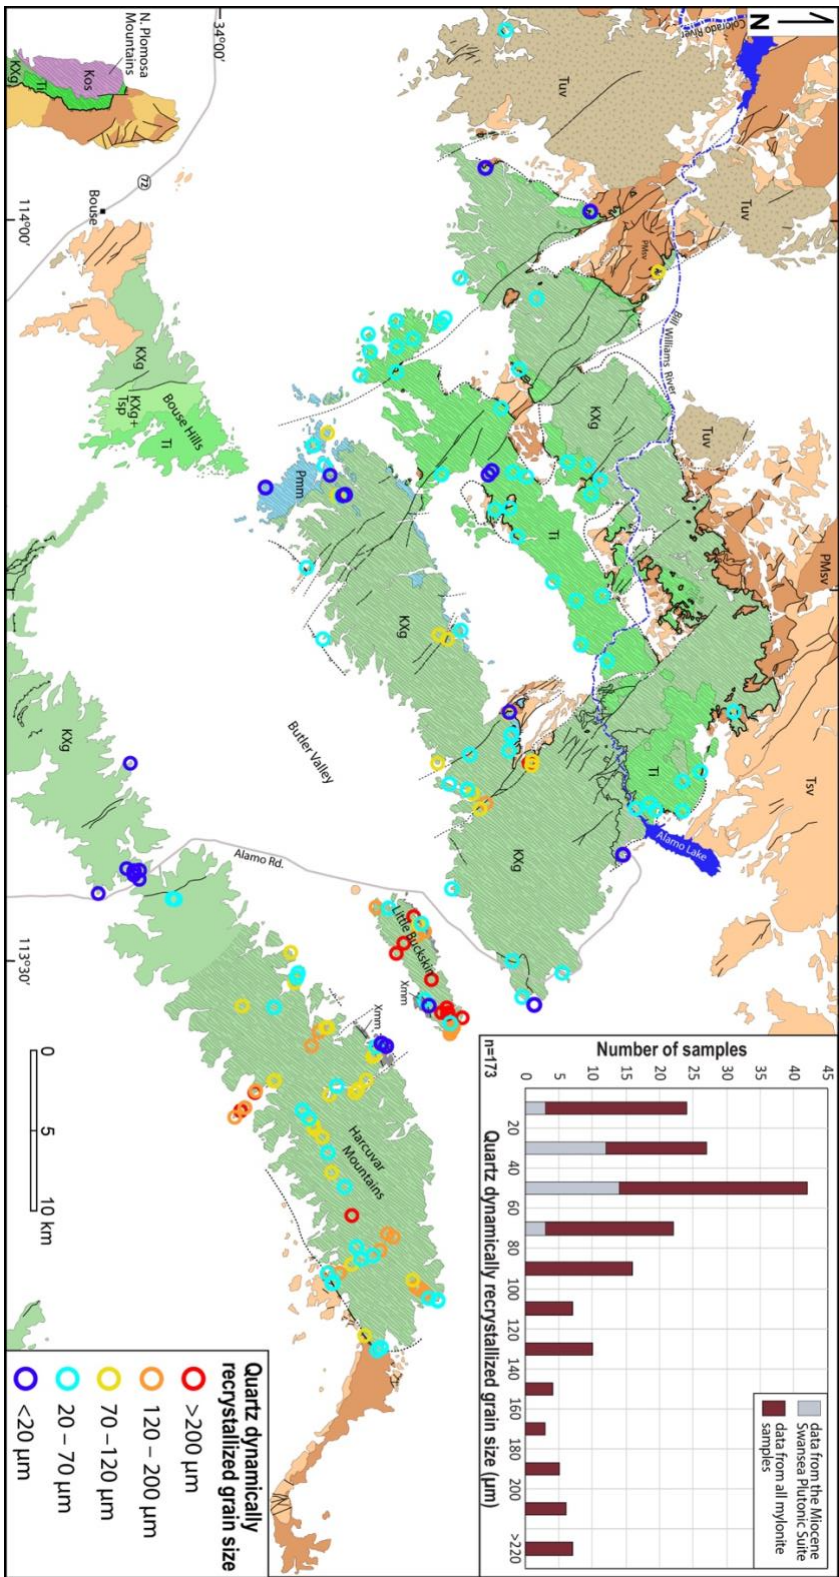 N
Colorado River
Tuv
Tuv
Tuv
PMsv
PMsv
Tsv
Bill Williams River
KXg
Ti
Ti
Alamo Lake
Tuv
KXg
KXg
Pmm
34°00'
N. Plomosa
Mountains
Kos
Ti
KXg
72
Bouse
114°00'
KXg
KXg+
Tsp
Bouse Hills
Ti
Butler Valley
KXg
Alamo Rd.
113°30'
Little Buckskin
Xmm
Xmm
Harcuvar
Mountains
0
5
10 km
Number of samples
45
40
35
30
25
20
15
10
5
0
n=173
20
40
60
80
100
120
140
160
180
200
>220
Quartz dynamically recrystallized grain size (µm)
data from the Miocene
Swansea Plutonic Suite
data from all mylonite
samples
Quartz dynamically
recrystallized grain size
>200 µm
120 – 200 µm
70 – 120 µm
20 – 70 µm
<20 µm